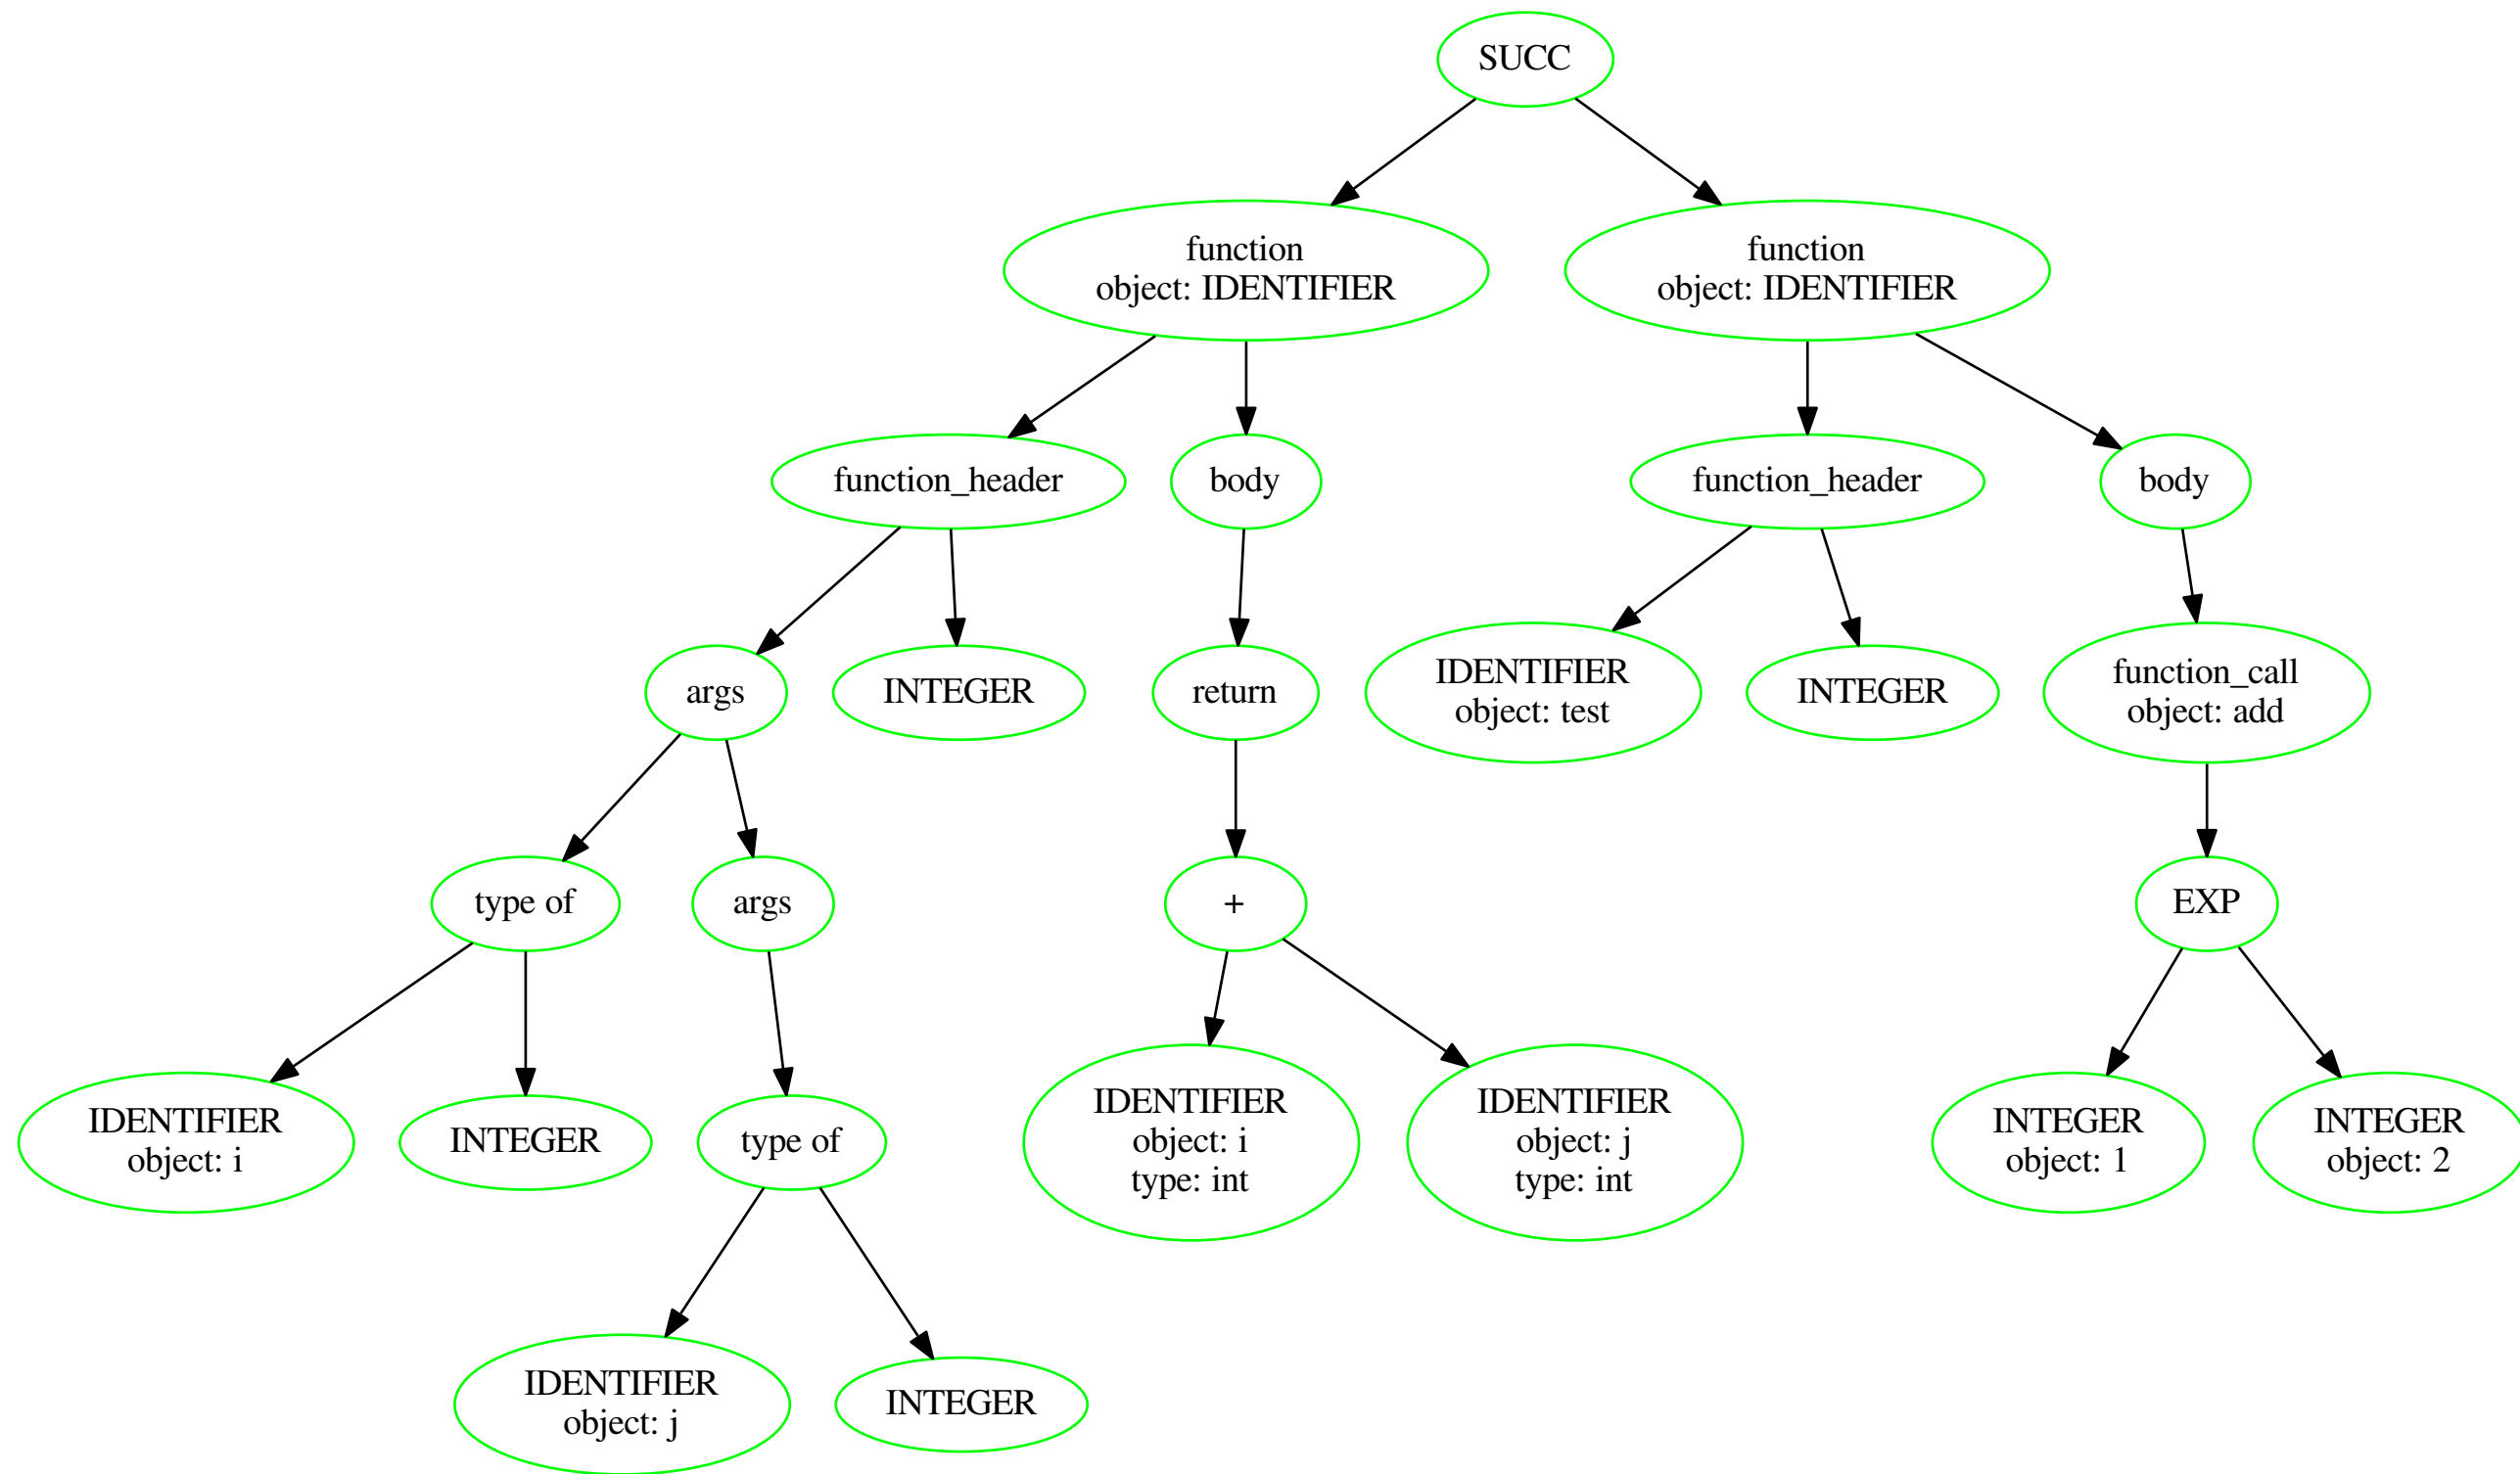 SUCC
function
object: IDENTIFIER
function
object: IDENTIFIER
function_header
body
function_header
body
args
INTEGER
return
IDENTIFIER
object: test
INTEGER
function_call
object: add
type of
args
+
EXP
IDENTIFIER
object: i
INTEGER
type of
IDENTIFIER
object: i
type: int
IDENTIFIER
object: j
type: int
INTEGER
object: 1
INTEGER
object: 2
IDENTIFIER
object: j
INTEGER